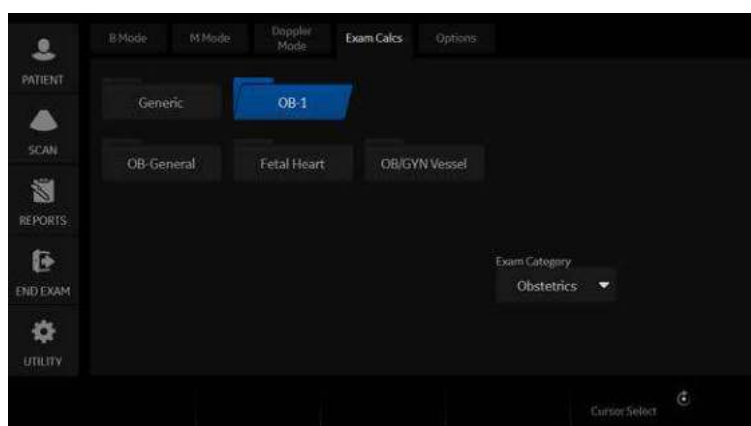 B Mode
M Mode
Doppler
Mode
Exam Calcs
Options
PATIENT
SCAN
REPORTS
END EXAM
UTILITY
Generic
OB-1
OB-General
Fetal Heart
OB/GYN Vessel
Exam Category
Obstetrics
Cursor Select